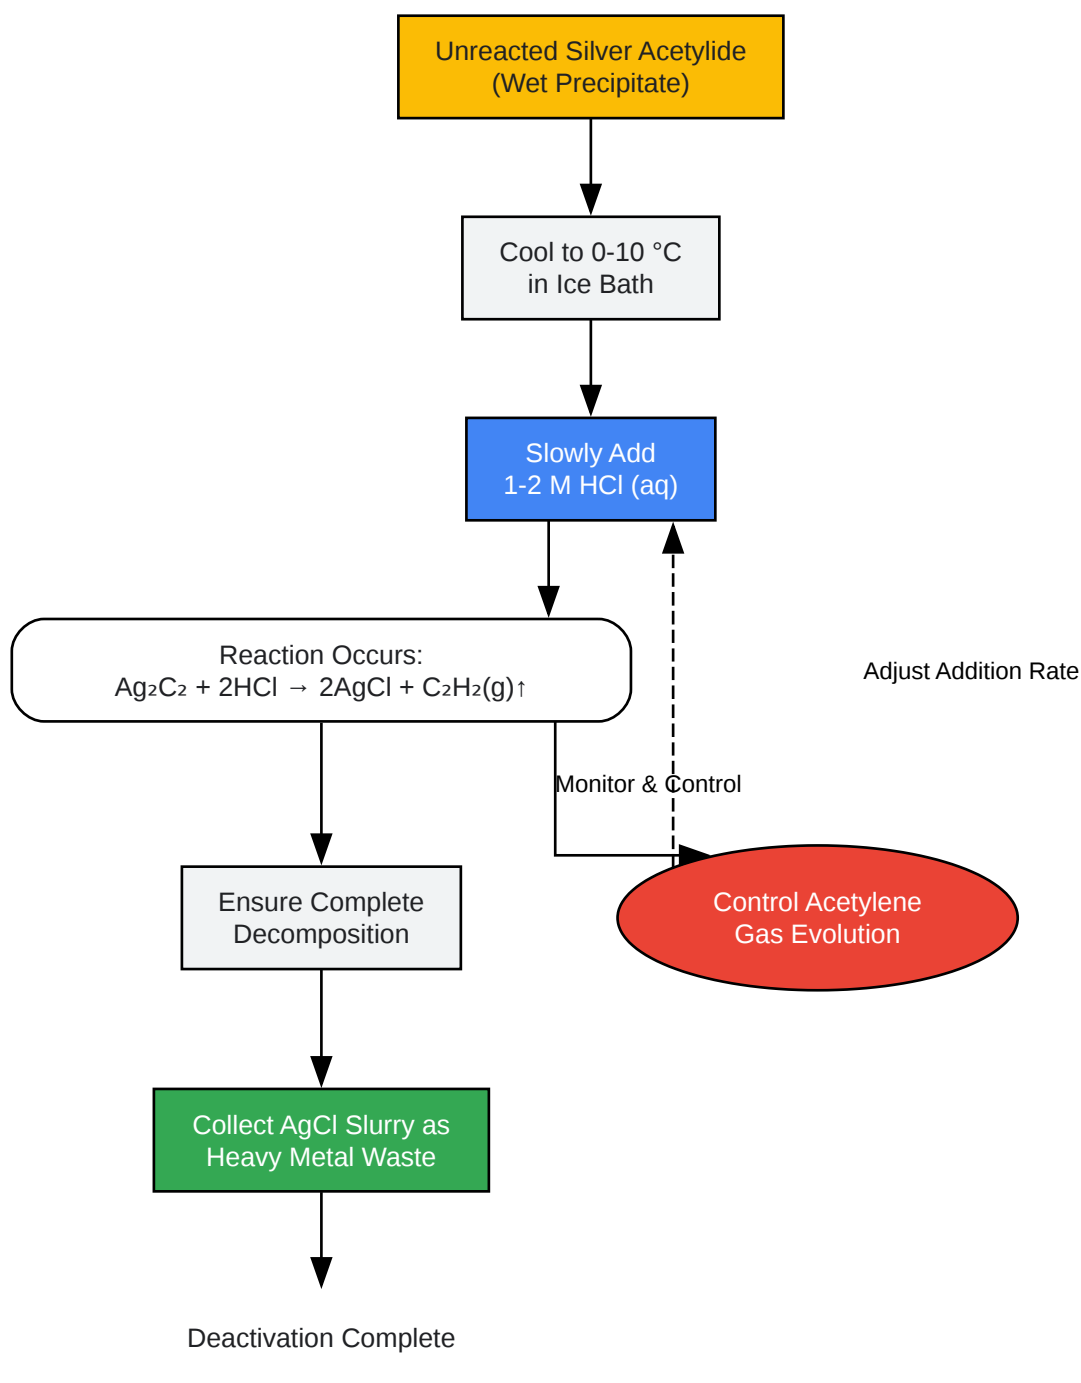 Unreacted Silver Acetylide
(Wet Precipitate)
Cool to 0-10 °C
in Ice Bath
Slowly Add
1-2 M HCl (aq)
Reaction Occurs:
Ag₂C₂ + 2HCl → 2AgCl + C₂H₂(g)↑
Adjust Addition Rate
Monitor & Control
Ensure Complete
Decomposition
Control Acetylene
Gas Evolution
Collect AgCl Slurry as
Heavy Metal Waste
Deactivation Complete